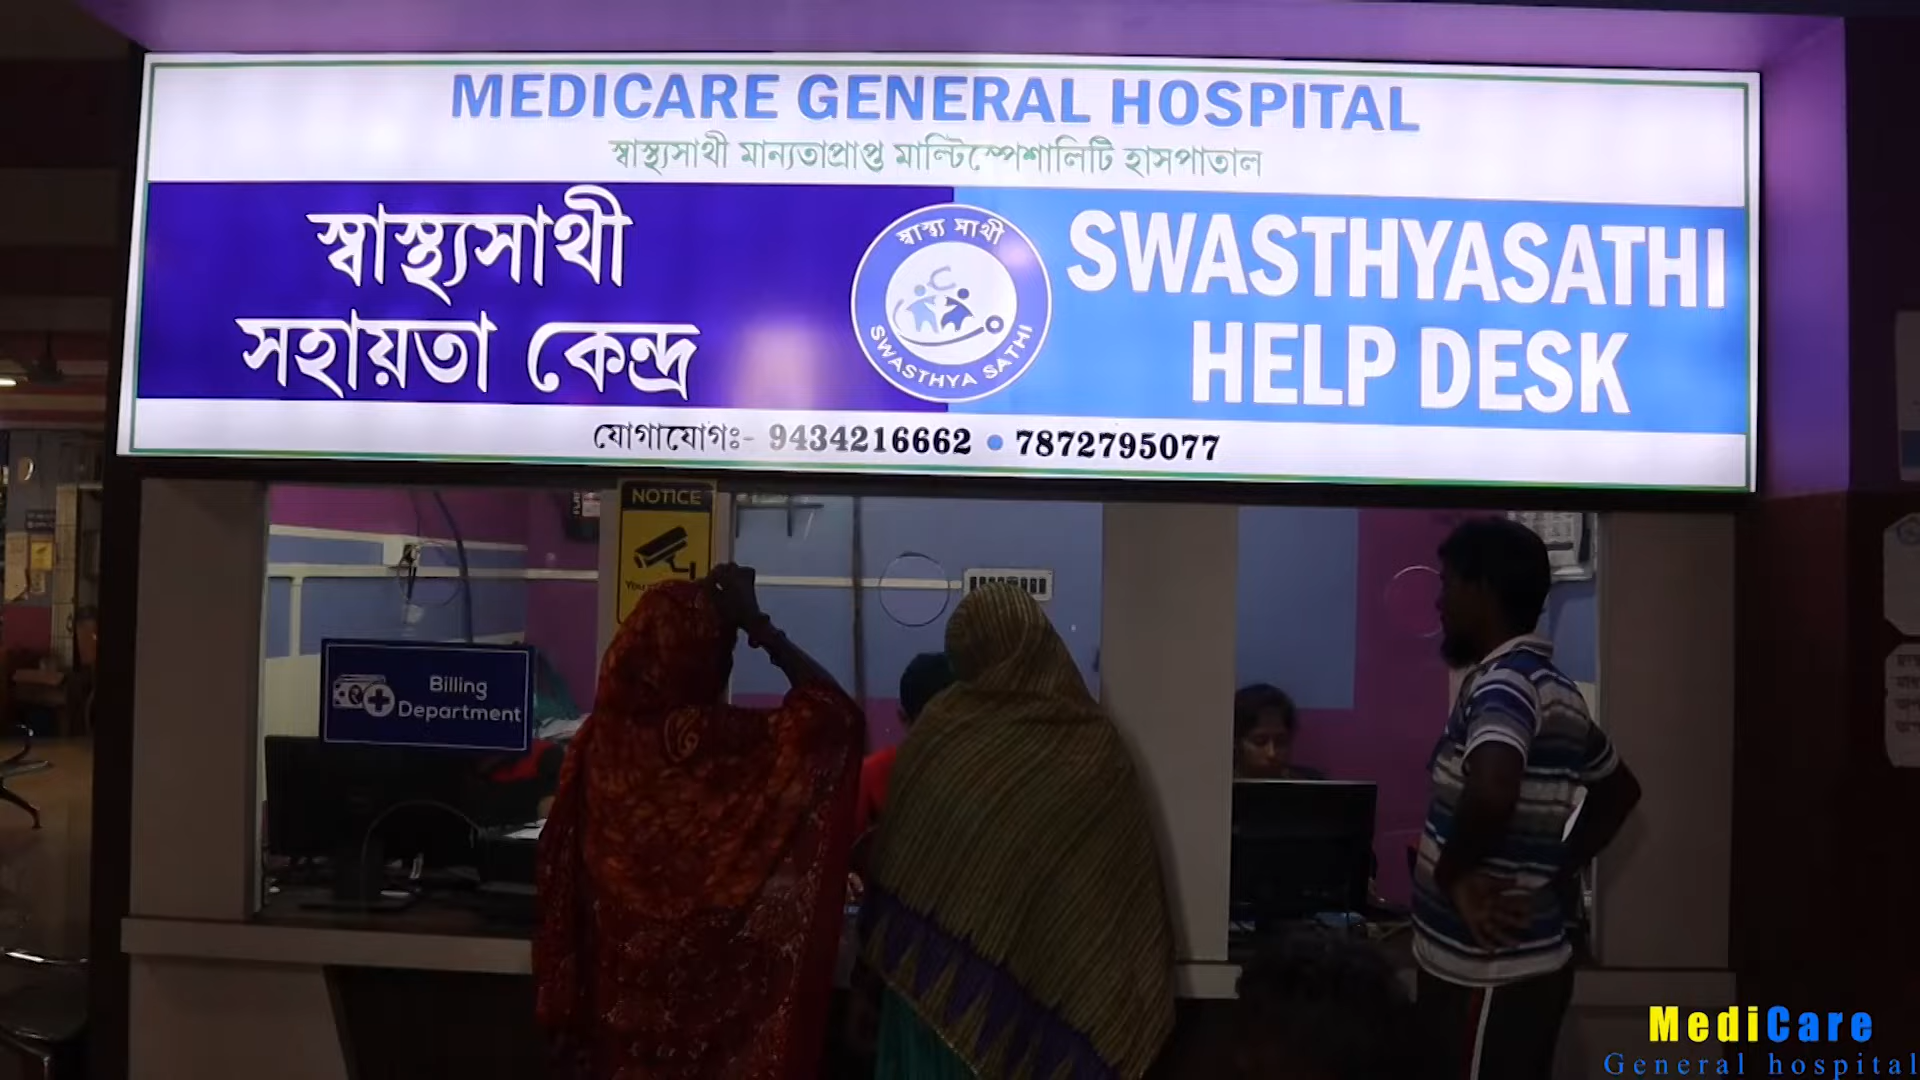 MEDICARE GENERAL HOSPITAL
স্বাস্থ্যসাথী মান্যতাপ্রাপ্ত মাল্টিস্পেশালিটি হাসপাতাল
স্বাস্থ্যসাথী
সহায়তা কেন্দ্র
স্বাস্থ্য সাথী
SWASTHYA SATHI
SWASTHYASATHI
HELP DESK
যোগাযোগঃ- 9434216662 • 7872795077
NOTICE
Billing
Department
MediCare
General hospital